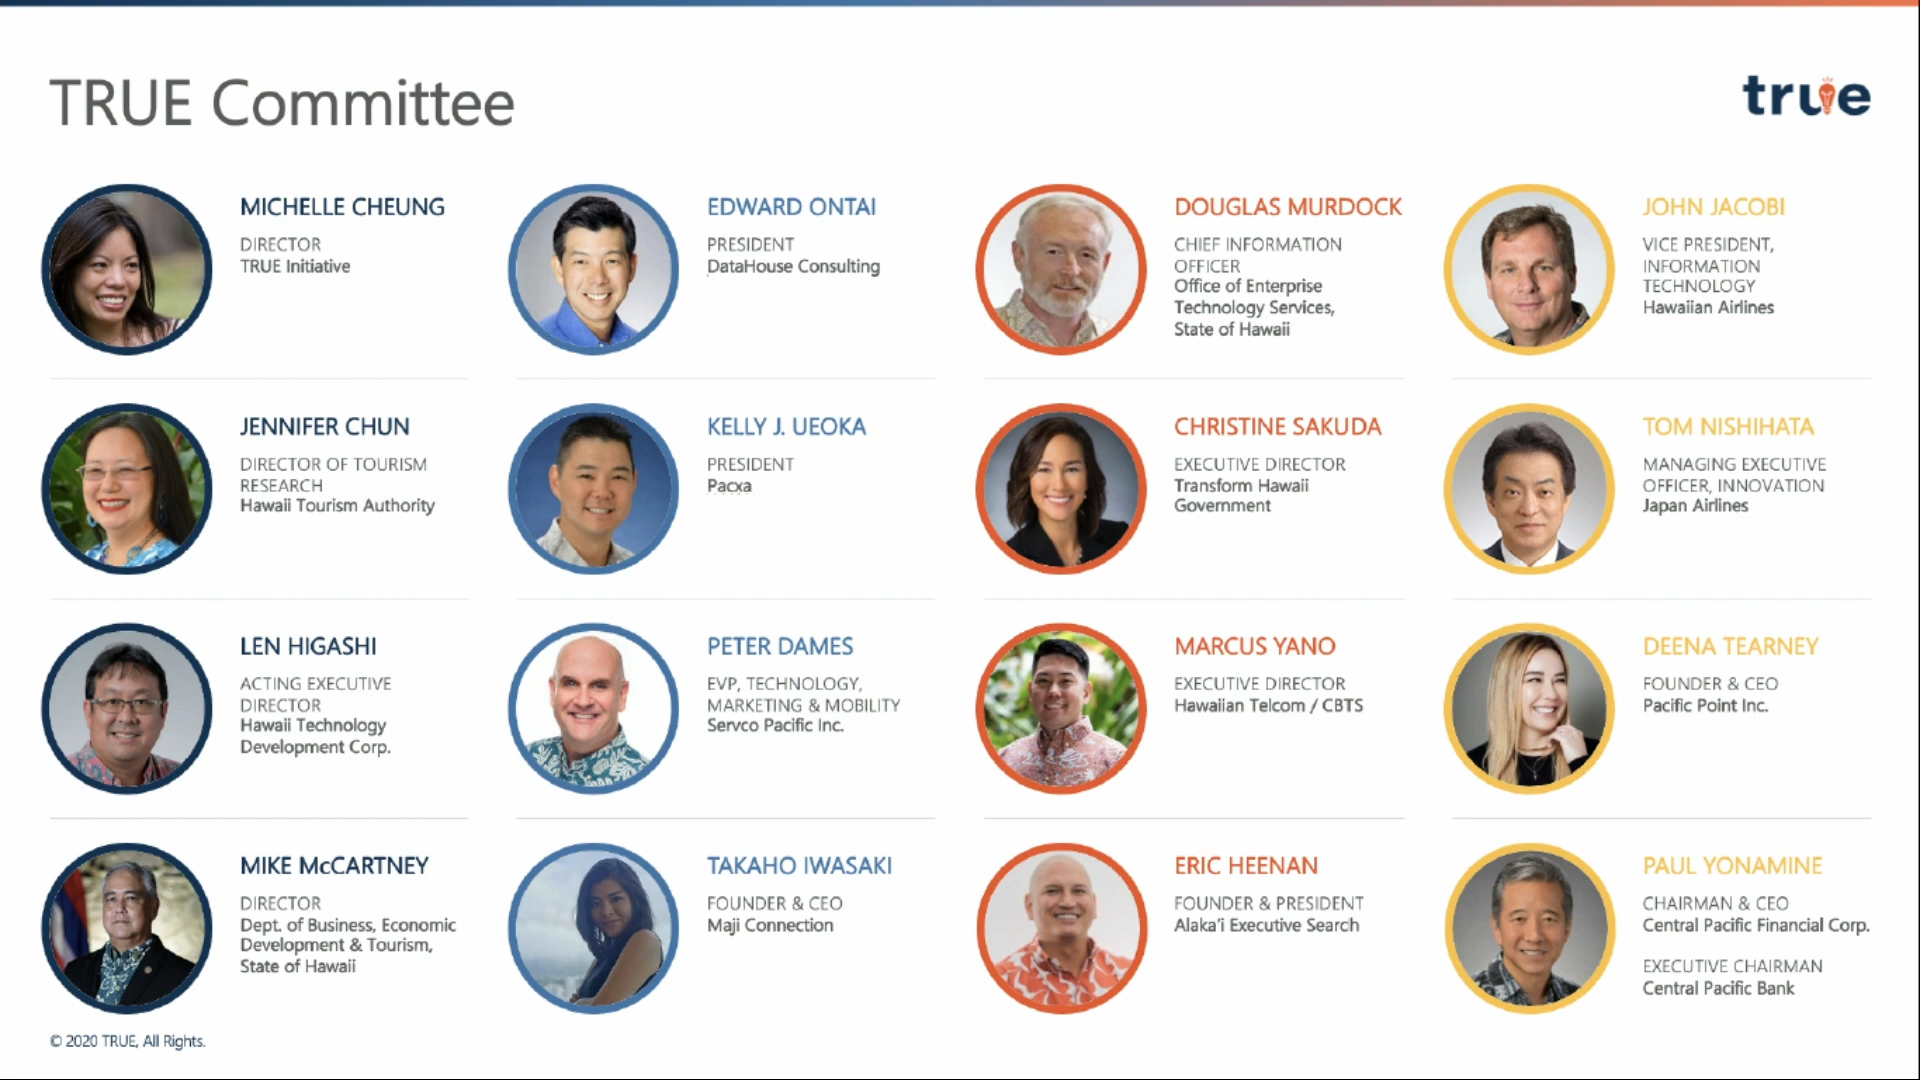 TRUE Committee
true
MICHELLE CHEUNG
DIRECTOR
TRUE Initiative
EDWARD ONTAI
PRESIDENT
DataHouse Consulting
DOUGLAS MURDOCK
CHIEF INFORMATION
OFFICER
Office of Enterprise
Technology Services,
State of Hawaii
JOHN JACOBI
VICE PRESIDENT,
INFORMATION
TECHNOLOGY
Hawaiian Airlines
JENNIFER CHUN
DIRECTOR OF TOURISM
RESEARCH
Hawaii Tourism Authority
KELLY J. UEOKA
PRESIDENT
Pacxa
CHRISTINE SAKUDA
EXECUTIVE DIRECTOR
Transform Hawaii
Government
TOM NISHIHATA
MANAGING EXECUTIVE
OFFICER, INNOVATION
Japan Airlines
LEN HIGASHI
ACTING EXECUTIVE
DIRECTOR
Hawaii Technology
Development Corp.
PETER DAMES
EVP, TECHNOLOGY,
MARKETING & MOBILITY
Servco Pacific Inc.
MARCUS YANO
EXECUTIVE DIRECTOR
Hawaiian Telcom / CBTS
DEENA TEARNEY
FOUNDER & CEO
Pacific Point Inc.
MIKE McCARTNEY
DIRECTOR
Dept. of Business, Economic
Development & Tourism,
State of Hawaii
TAKAHO IWASAKI
FOUNDER & CEO
Maji Connection
ERIC HEENAN
FOUNDER & PRESIDENT
Alaka'i Executive Search
PAUL YONAMINE
CHAIRMAN & CEO
Central Pacific Financial Corp.
EXECUTIVE CHAIRMAN
Central Pacific Bank
© 2020 TRUE, All Rights.